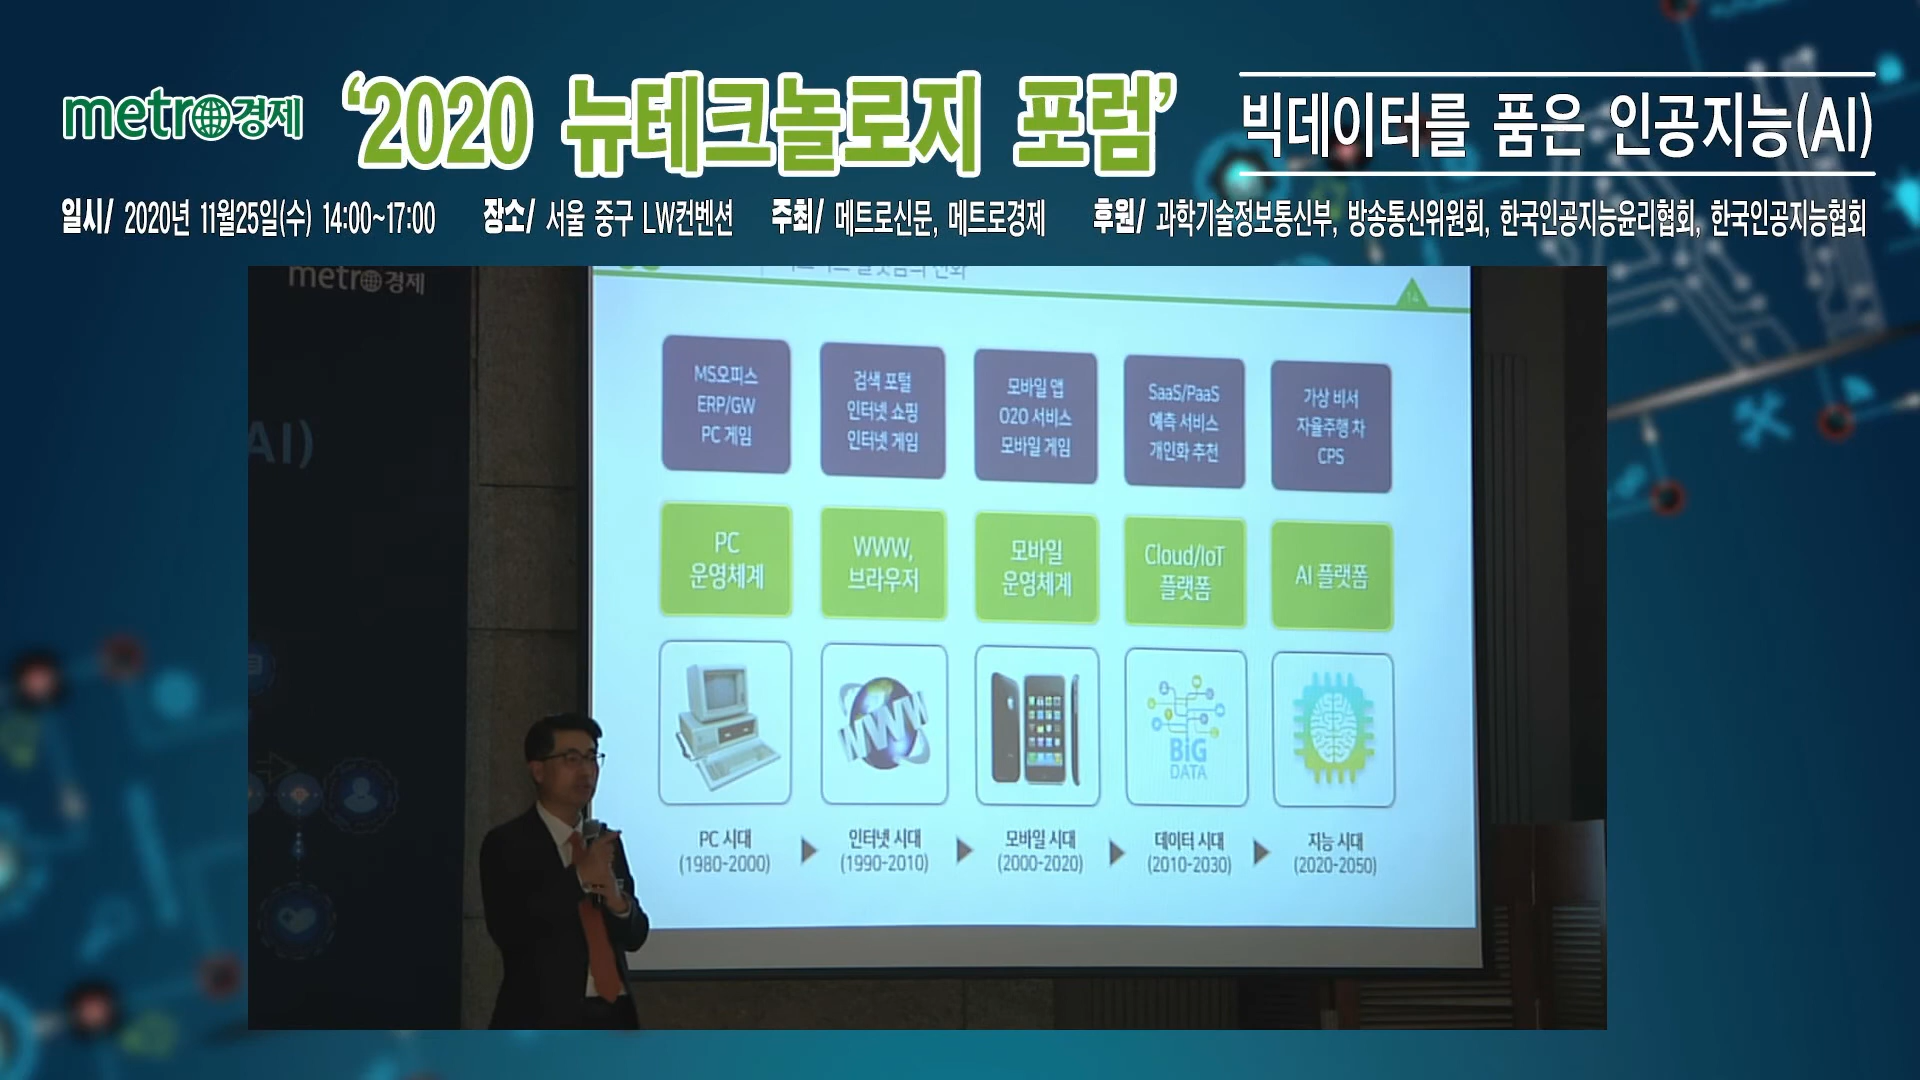 metro경제
'2020 뉴테크놀로지 포럼'
빅데이터를 품은 인공지능(AI)
일시/ 2020년 11월25일(수) 14:00~17:00 장소/ 서울 중구 LW컨벤션 주최/ 메트로신문, 메트로경제 후원/ 과학기술정보통신부, 방송통신위원회, 한국인공지능윤리협회, 한국인공지능협회
metro경제
AI)
14
MS오피스
ERP/GW
PC 게임
검색 포털
인터넷 쇼핑
인터넷 게임
모바일 앱
O2O 서비스
모바일 게임
SaaS/PaaS
예측 서비스
개인화 추천
가상 비서
자율주행 차
CPS
PC
운영체계
WWW,
브라우저
모바일
운영체계
Cloud/IoT
플랫폼
AI 플랫폼
WWW
BiG
DATA
PC 시대
(1980-2000)
인터넷 시대
(1990-2010)
모바일 시대
(2000-2020)
데이터 시대
(2010-2030)
지능 시대
(2020-2050)